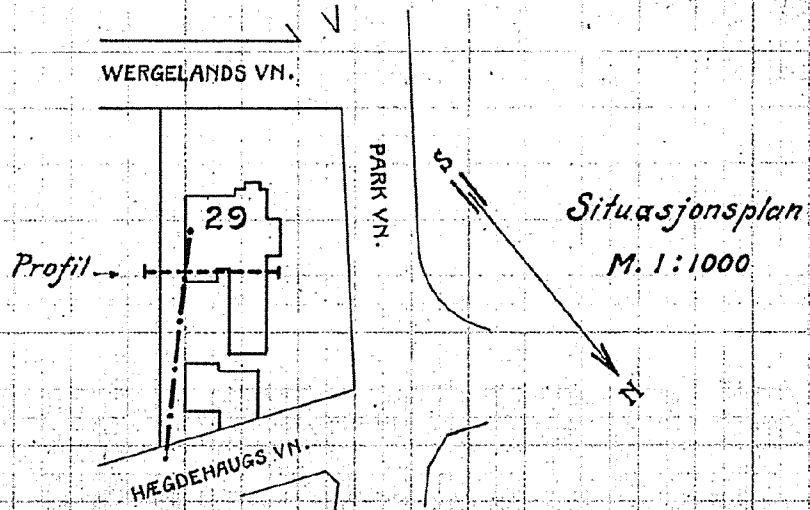 WERGELANDS VN.
PARK VN.
S
29
Situasjonsplan
M. 1:1000
Profil
N
HÆGDEHAUGS VN.